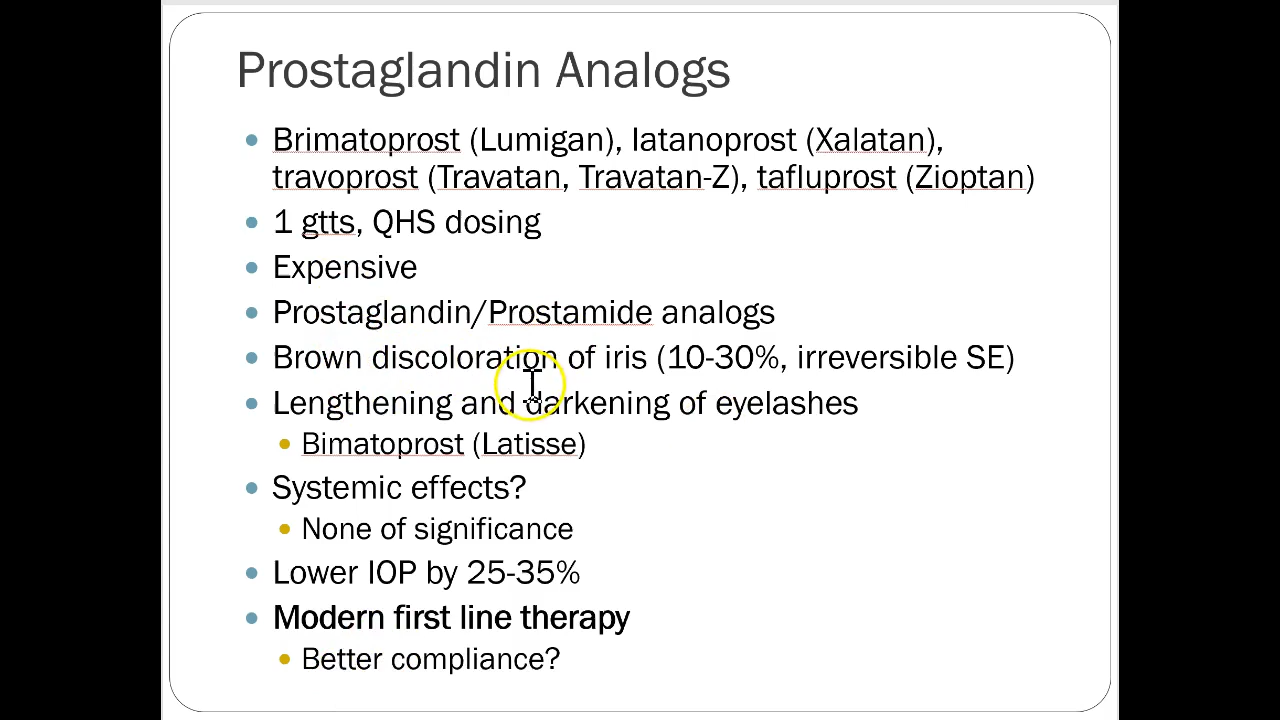 Prostaglandin Analogs
Brimatoprost (Lumigan), latanoprost (Xalatan),
travoprost (Travatan, Travatan-Z), tafluprost (Zioptan)
1 gtts, QHS dosing
Expensive
Prostaglandin/Prostamide analogs
Brown discoloration of iris (10-30%, irreversible SE)
Lengthening and darkening of eyelashes
Bimatoprost (Latisse)
Systemic effects?
None of significance
Lower IOP by 25-35%
Modern first line therapy
Better compliance?